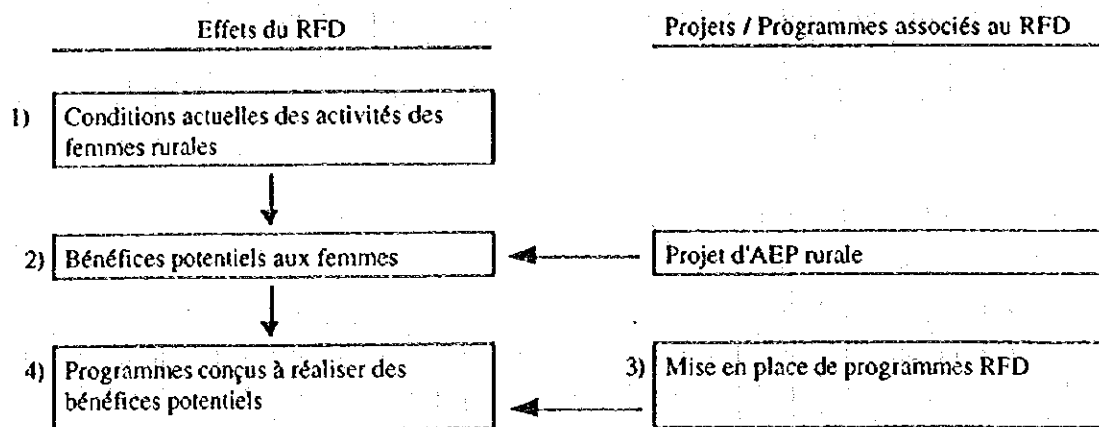 Effets du RFD
Projets / Programmes associés au RFD
1) Conditions actuelles des activités des
femmes rurales
2) Bénéfices potentiels aux femmes
Projet d'AEP rurale
4) Programmes conçus à réaliser des
bénéfices potentiels
3) Mise en place de programmes RFD